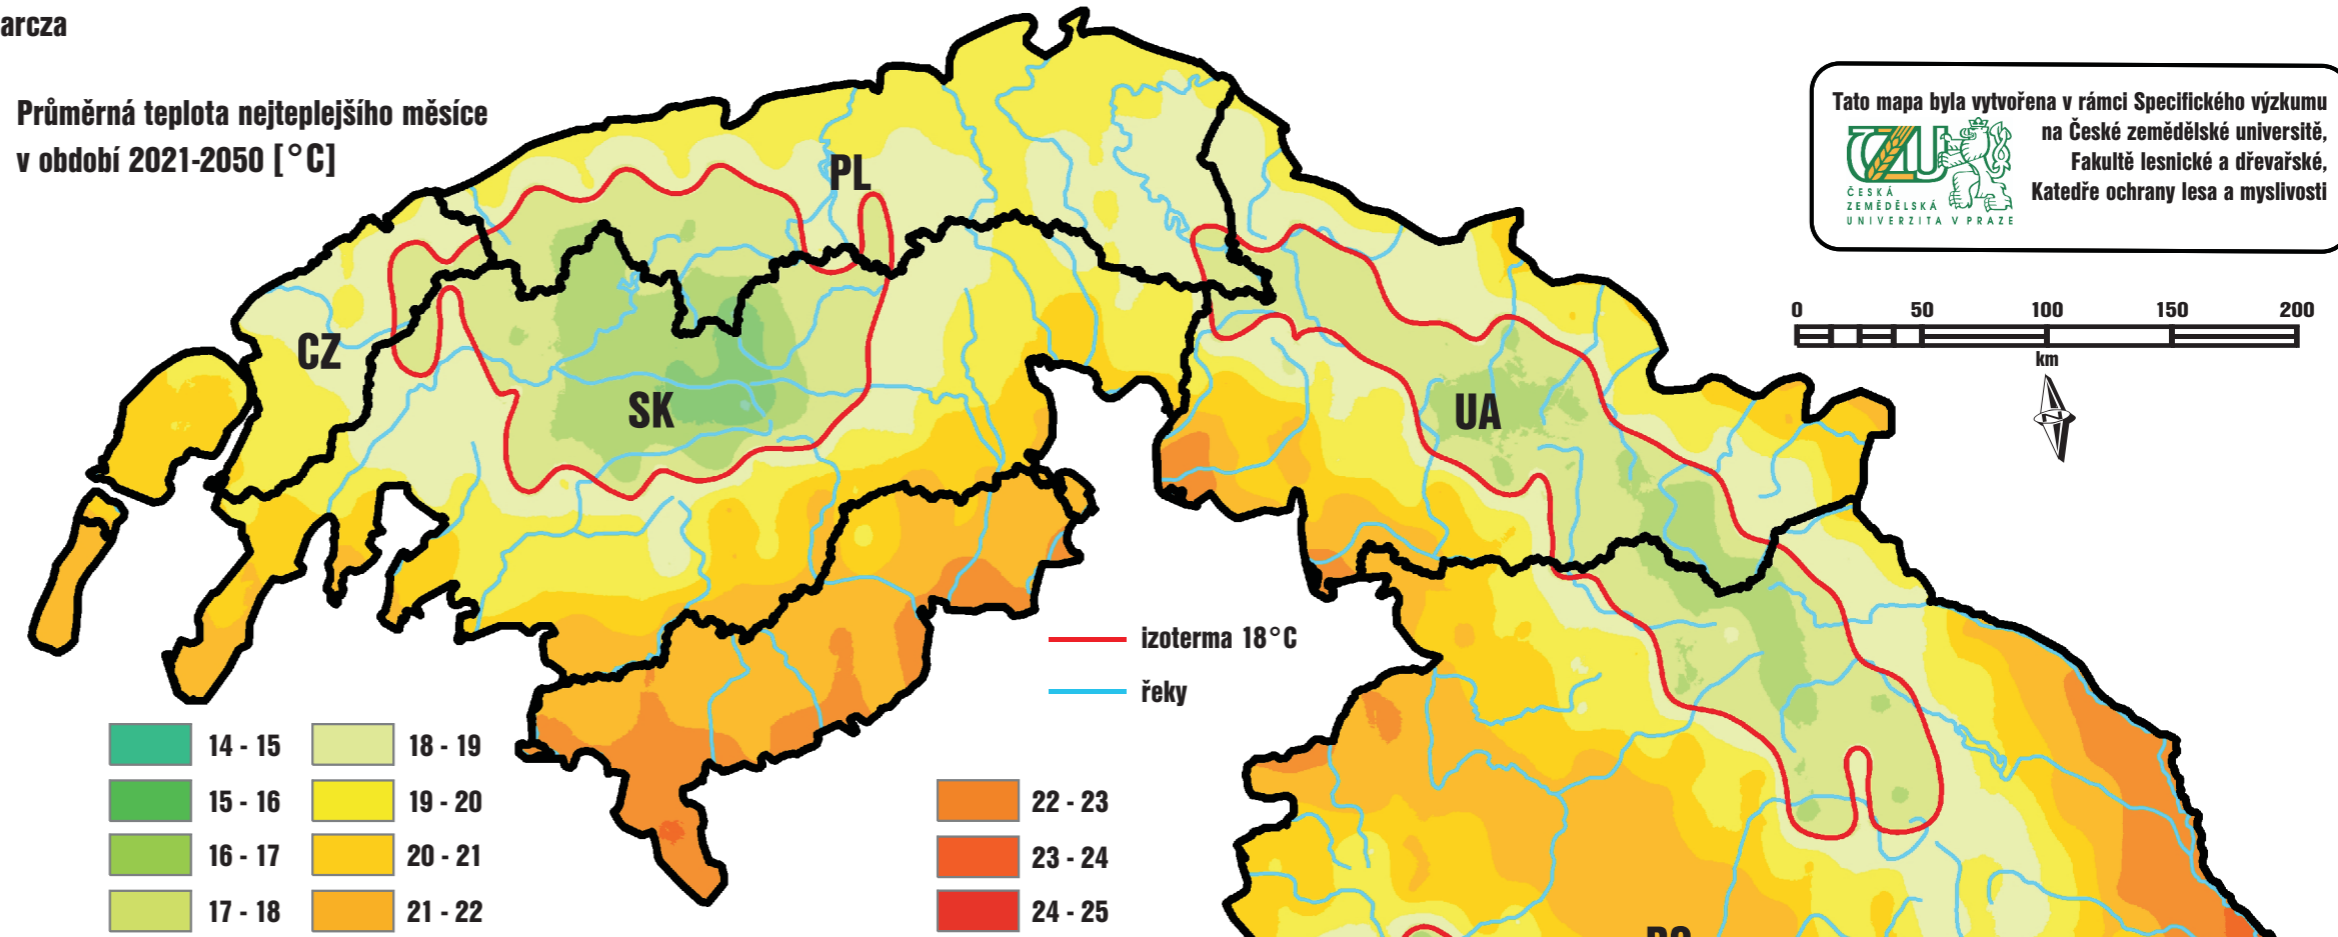 arcza
Průměrná teplota nejteplejšího měsíce
v období 2021-2050 [°C]
Tato mapa byla vytvořena v rámci Specifického výzkumu
na České zemědělské universitě,
Fakultě lesnické a dřevařské,
Katedře ochrany lesa a myslivosti
ČZU
ČESKÁ
ZEMĚDĚLSKÁ
UNIVERZITA V PRAZE
0 50 100 150 200
km
N
PL
CZ
SK
UA
izoterma 18°C
řeky
14 - 15
15 - 16
16 - 17
17 - 18
18 - 19
19 - 20
20 - 21
21 - 22
22 - 23
23 - 24
24 - 25